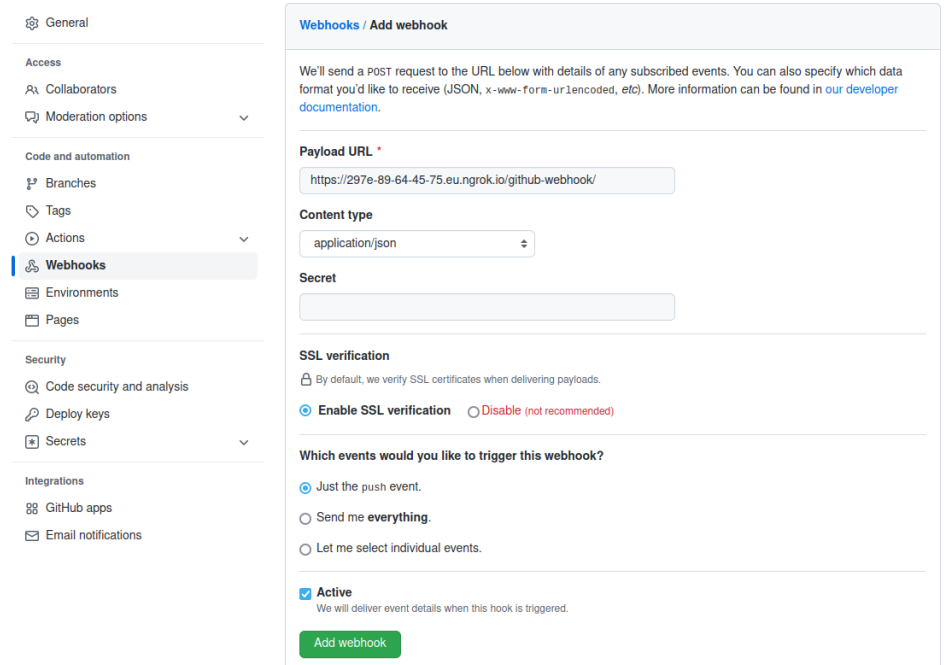 General
Access
Collaborators
Moderation options
Code and automation
Branches
Tags
Actions
Webhooks
Environments
Pages
Security
Code security and analysis
Deploy keys
Secrets
Integrations
GitHub apps
Email notifications
Webhooks / Add webhook
We'll send a POST request to the URL below with details of any subscribed events. You can also specify which data
format you'd like to receive (JSON, x-www-form-urlencoded, etc). More information can be found in our developer
documentation.
Payload URL *
https://297e-89-64-45-75.eu.ngrok.io/github-webhook/
Content type
application/json
Secret
SSL verification
By default, we verify SSL certificates when delivering payloads.
Enable SSL verification Disable (not recommended)
Which events would you like to trigger this webhook?
Just the push event.
Send me everything.
Let me select individual events.
Active
We will deliver event details when this hook is triggered.
Add webhook